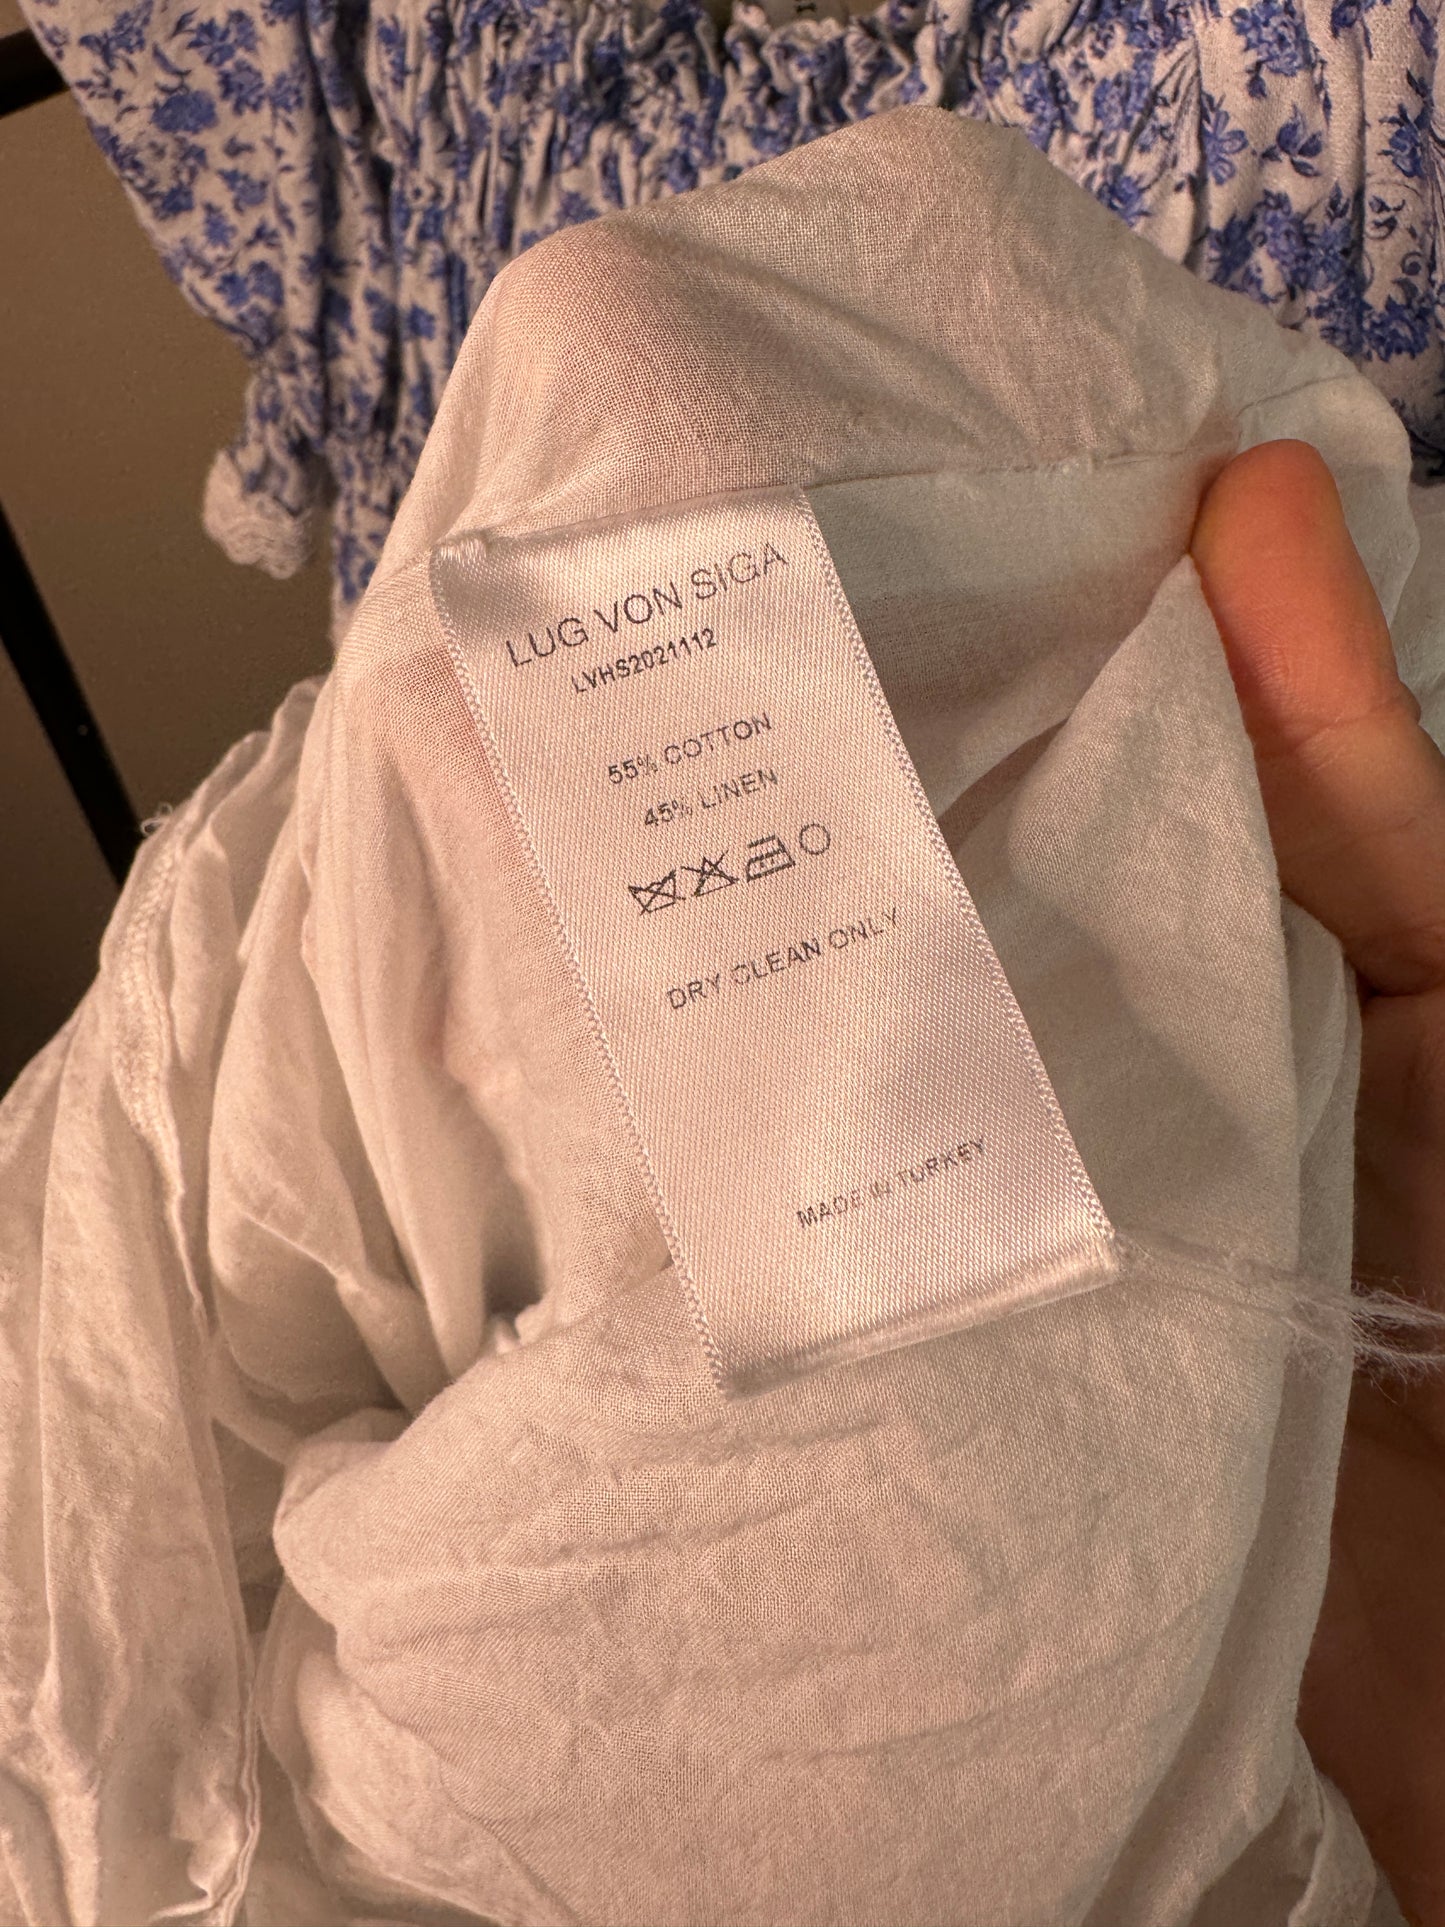 LUG VON SIGA
LVHS2021112
55% COTTON
45% LINEN
DRY CLEAN ONLY
MADE IN TURKEY